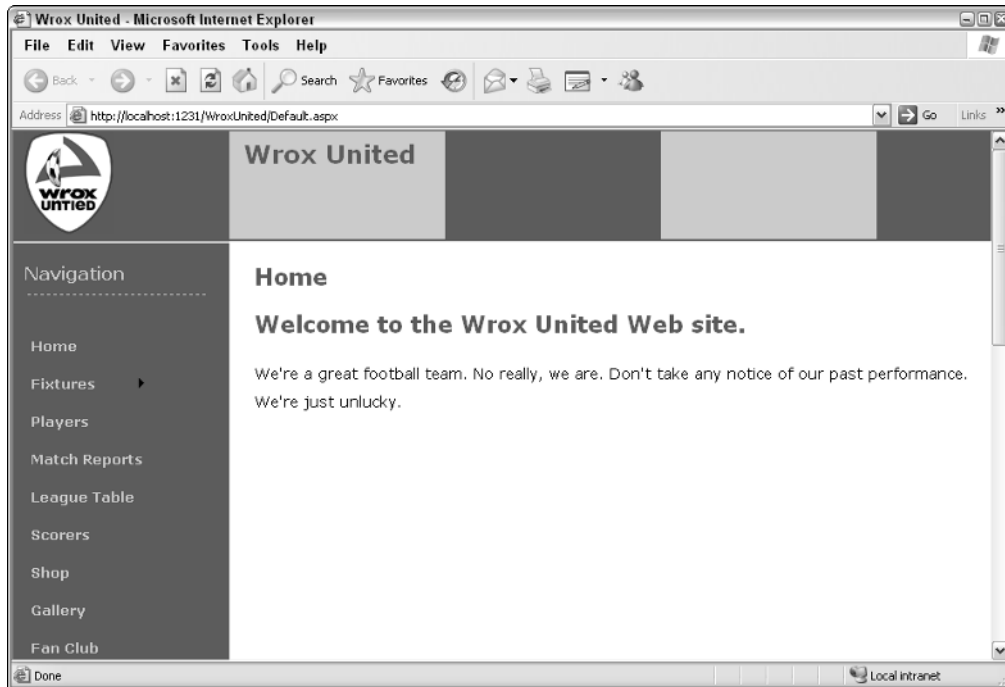 Wrox United - Microsoft Internet Explorer
File Edit View Favorites Tools Help
Back Search Favorites
Address http://localhost:1231/WroxUnited/Default.aspx Go Links »
wrox
UNTIED
Wrox United
Navigation
Home
Fixtures
Players
Match Reports
League Table
Scorers
Shop
Gallery
Fan Club
Home
Welcome to the Wrox United Web site.
We're a great football team. No really, we are. Don't take any notice of our past performance.
We're just unlucky.
Done Local intranet